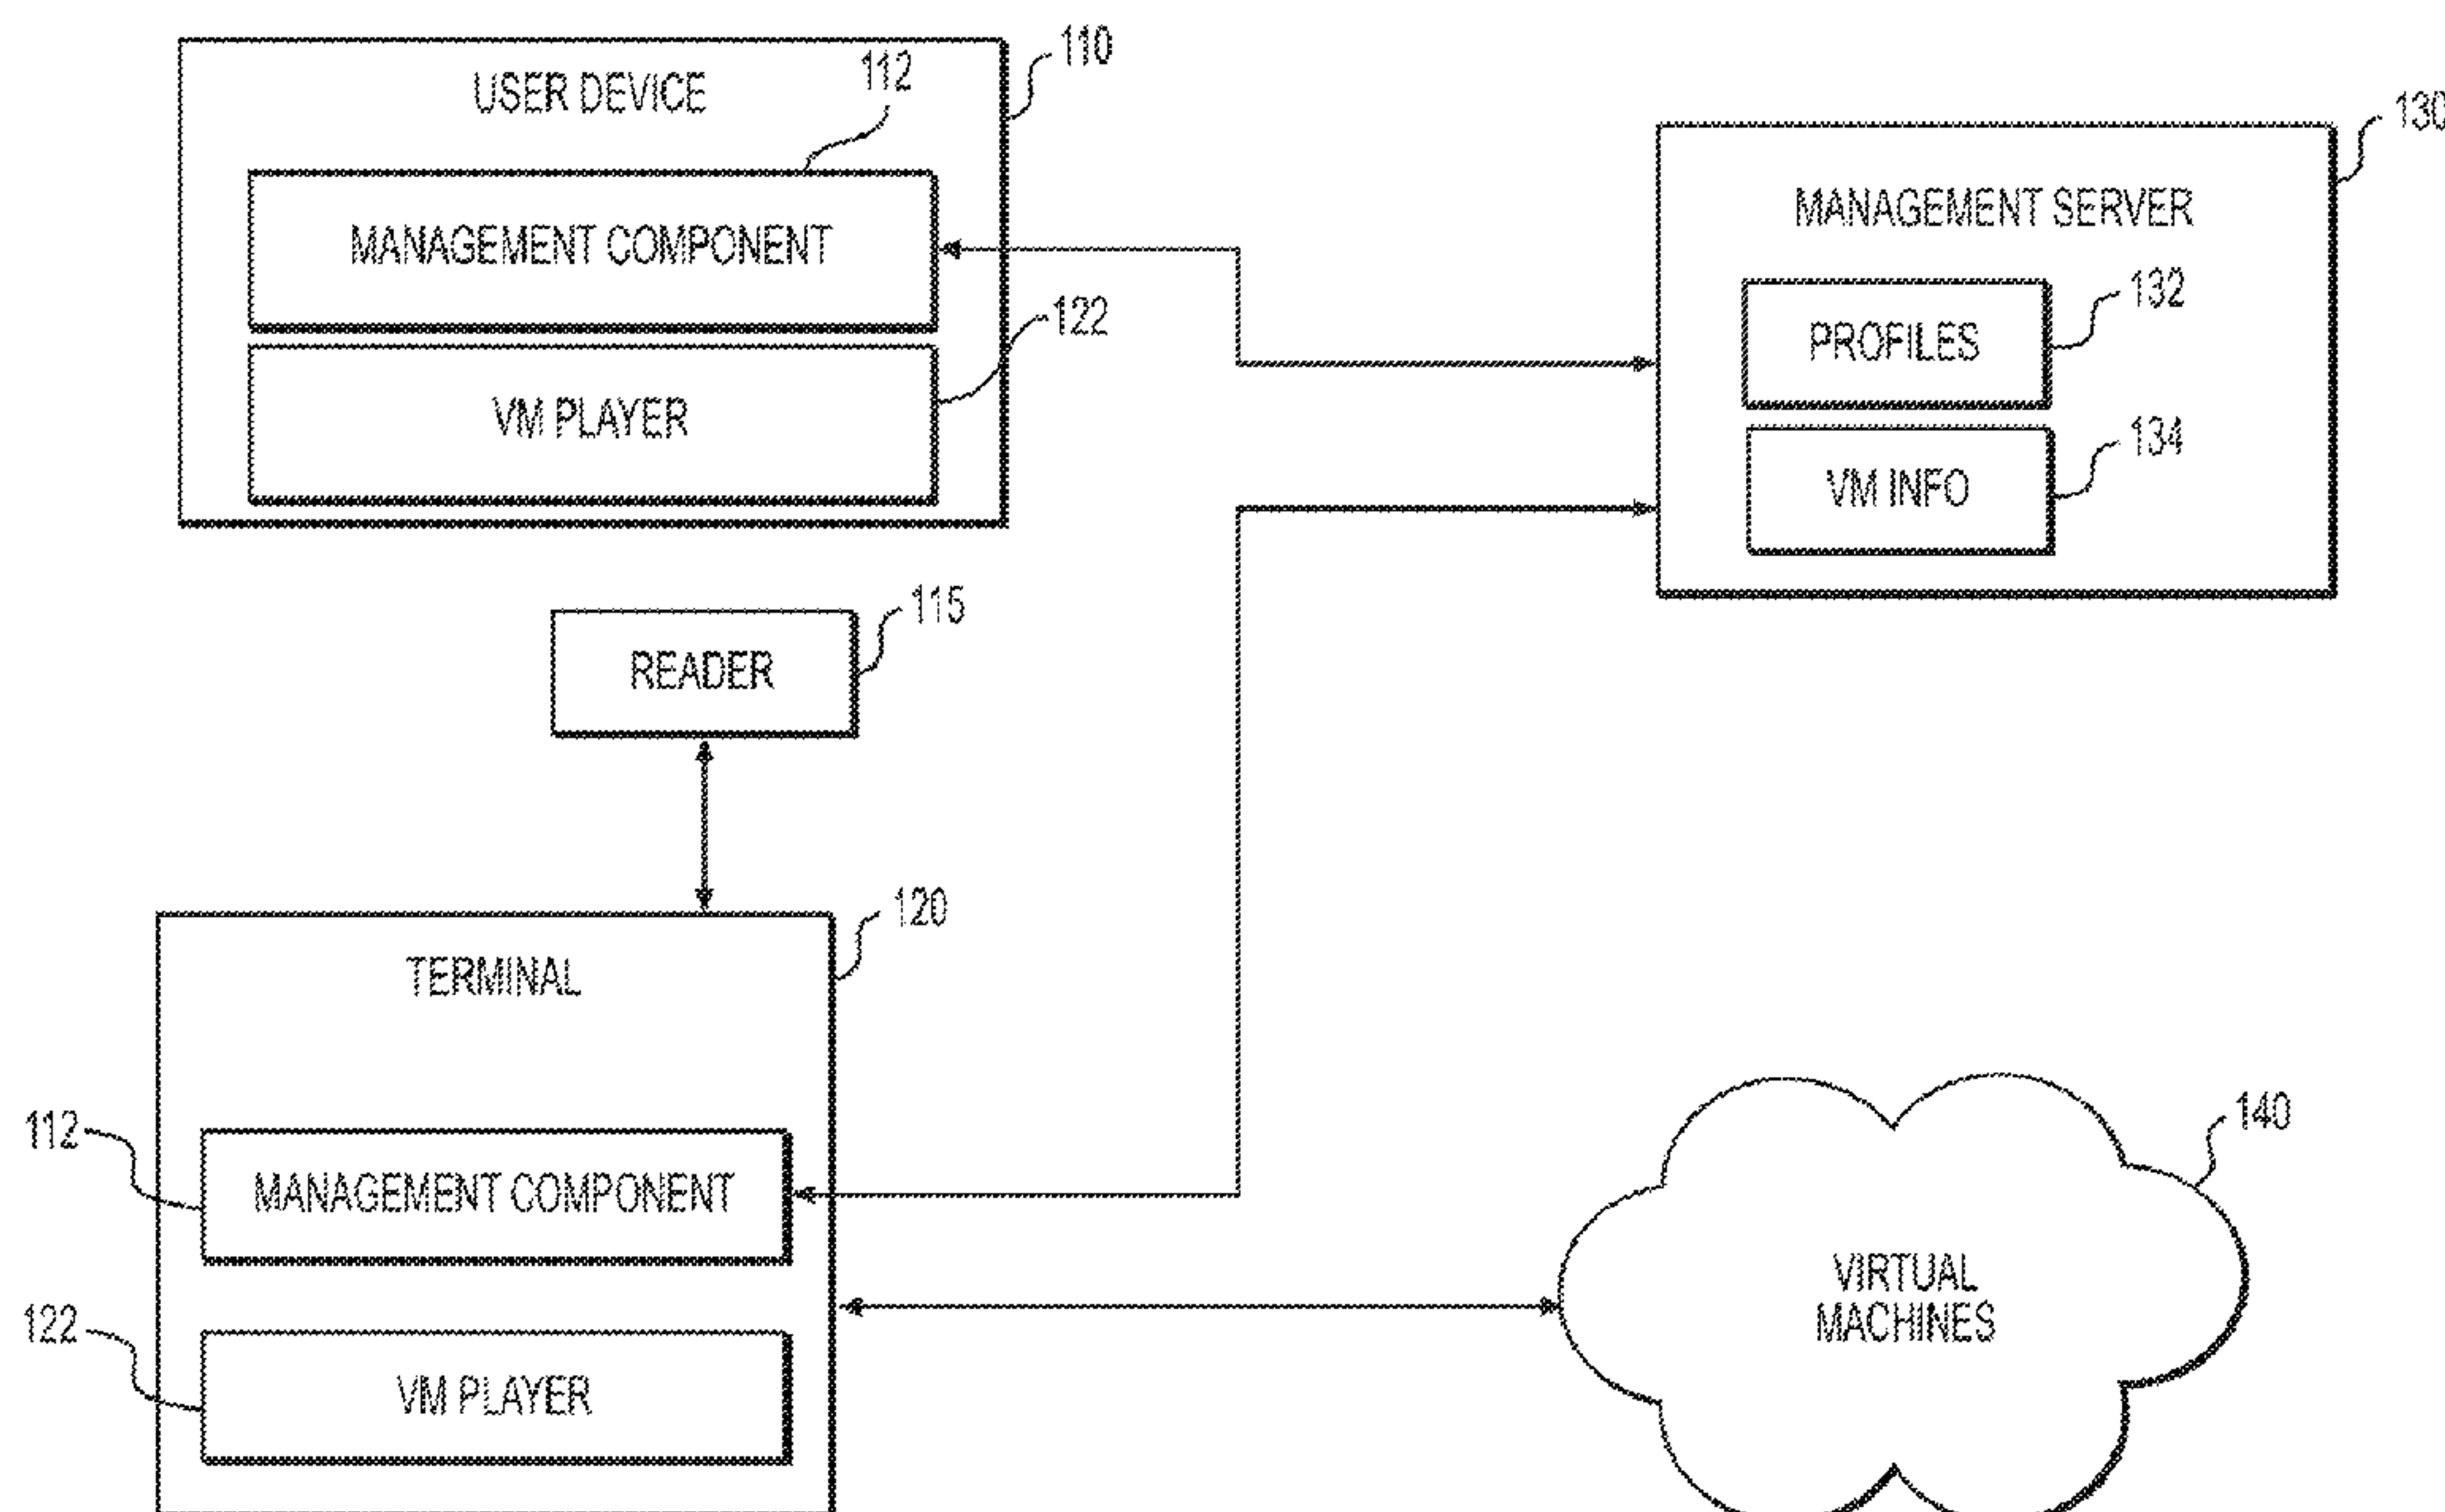 110
USER DEVICE
112
MANAGEMENT COMPONENT
122
VM PLAYER
130
MANAGEMENT SERVER
132
PROFILES
134
VM INFO
115
READER
120
TERMINAL
112
MANAGEMENT COMPONENT
122
VM PLAYER
140
VIRTUAL
MACHINES